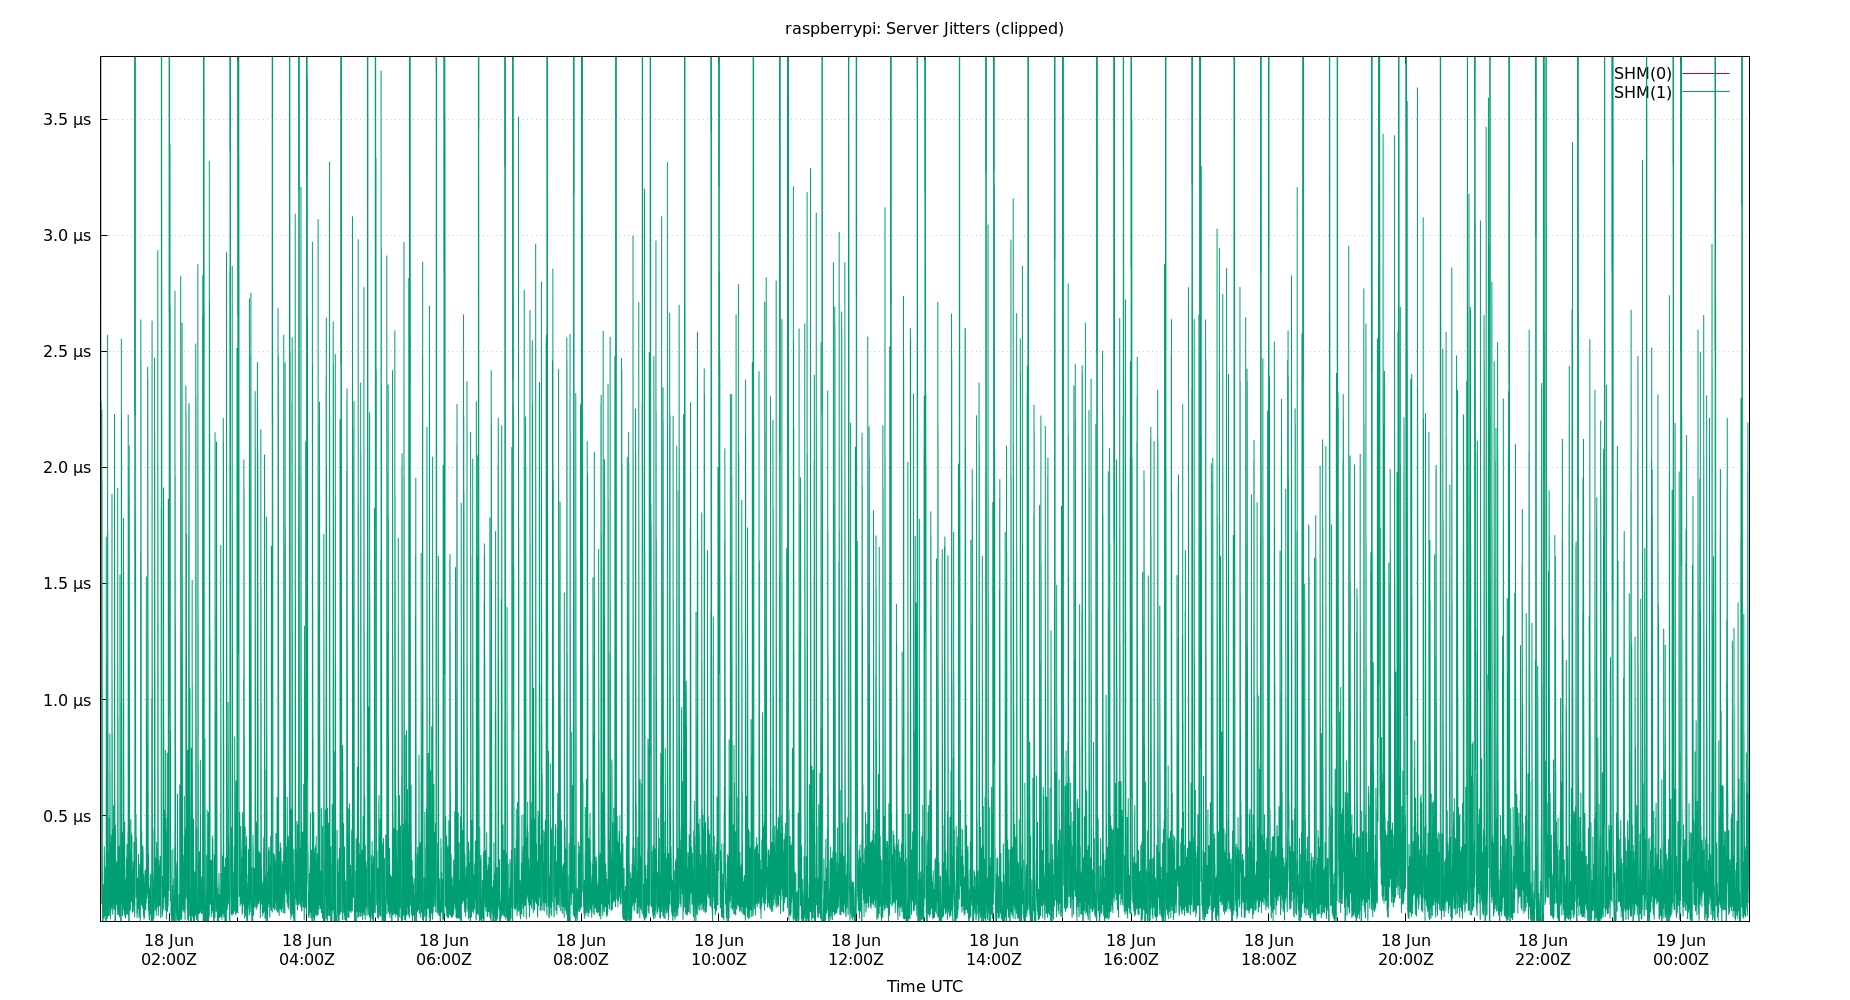 raspberrypi: Server Jitters (clipped)
SHM(0)
SHM(1)
3.5 µs
3.0 µs
2.5 µs
2.0 µs
1.5 µs
1.0 µs
0.5 µs
18 Jun 18 Jun 18 Jun 18 Jun 18 Jun 18 Jun 18 Jun 18 Jun 18 Jun 18 Jun 18 Jun 19 Jun
02:00Z 04:00Z 06:00Z 08:00Z 10:00Z 12:00Z 14:00Z 16:00Z 18:00Z 20:00Z 22:00Z 00:00Z
Time UTC